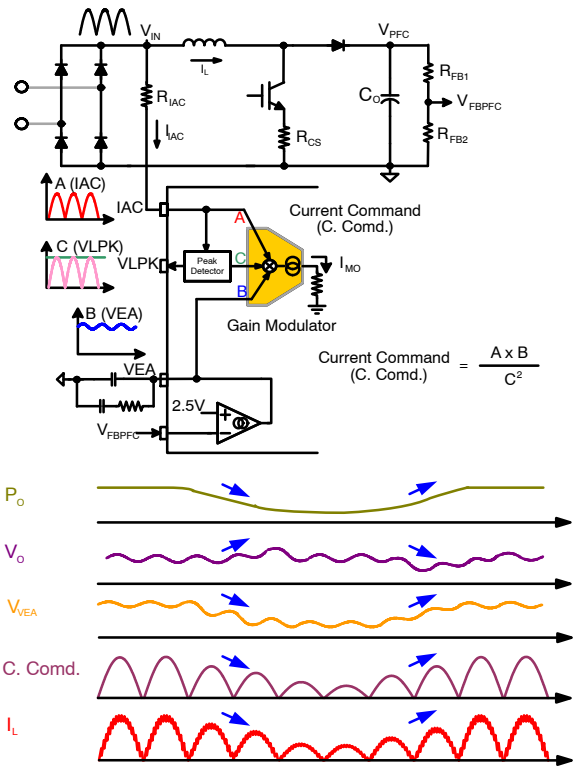 V_IN
V_PFC
I_L
R_IAC
I_IAC
R_CS
C_O
R_FB1
V_FBPFC
R_FB2
A (IAC)
IAC
A
Current Command
(C. Comd.)
C (VLPK)
VLPK
Peak
Detector
C
I_MO
B
B (VEA)
Gain Modulator
VEA
Current Command
(C. Comd.)
= A x B
C²
2.5V
+
V_FBPFC
−
P_O
V_O
V_VEA
C. Comd.
I_L